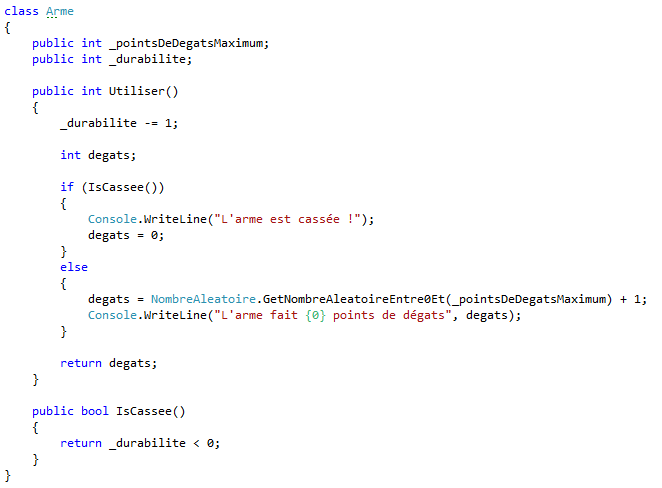 class Arme
{
    public int _pointsDeDegatsMaximum;
    public int _durabilite;

    public int Utiliser()
    {
        _durabilite -= 1;

        int degats;

        if (IsCassee())
        {
            Console.WriteLine("L'arme est cassée !");
            degats = 0;
        }
        else
        {
            degats = NombreAleatoire.GetNombreAleatoireEntre0Et(_pointsDeDegatsMaximum) + 1;
            Console.WriteLine("L'arme fait {0} points de dégats", degats);
        }

        return degats;
    }

    public bool IsCassee()
    {
        return _durabilite < 0;
    }
}